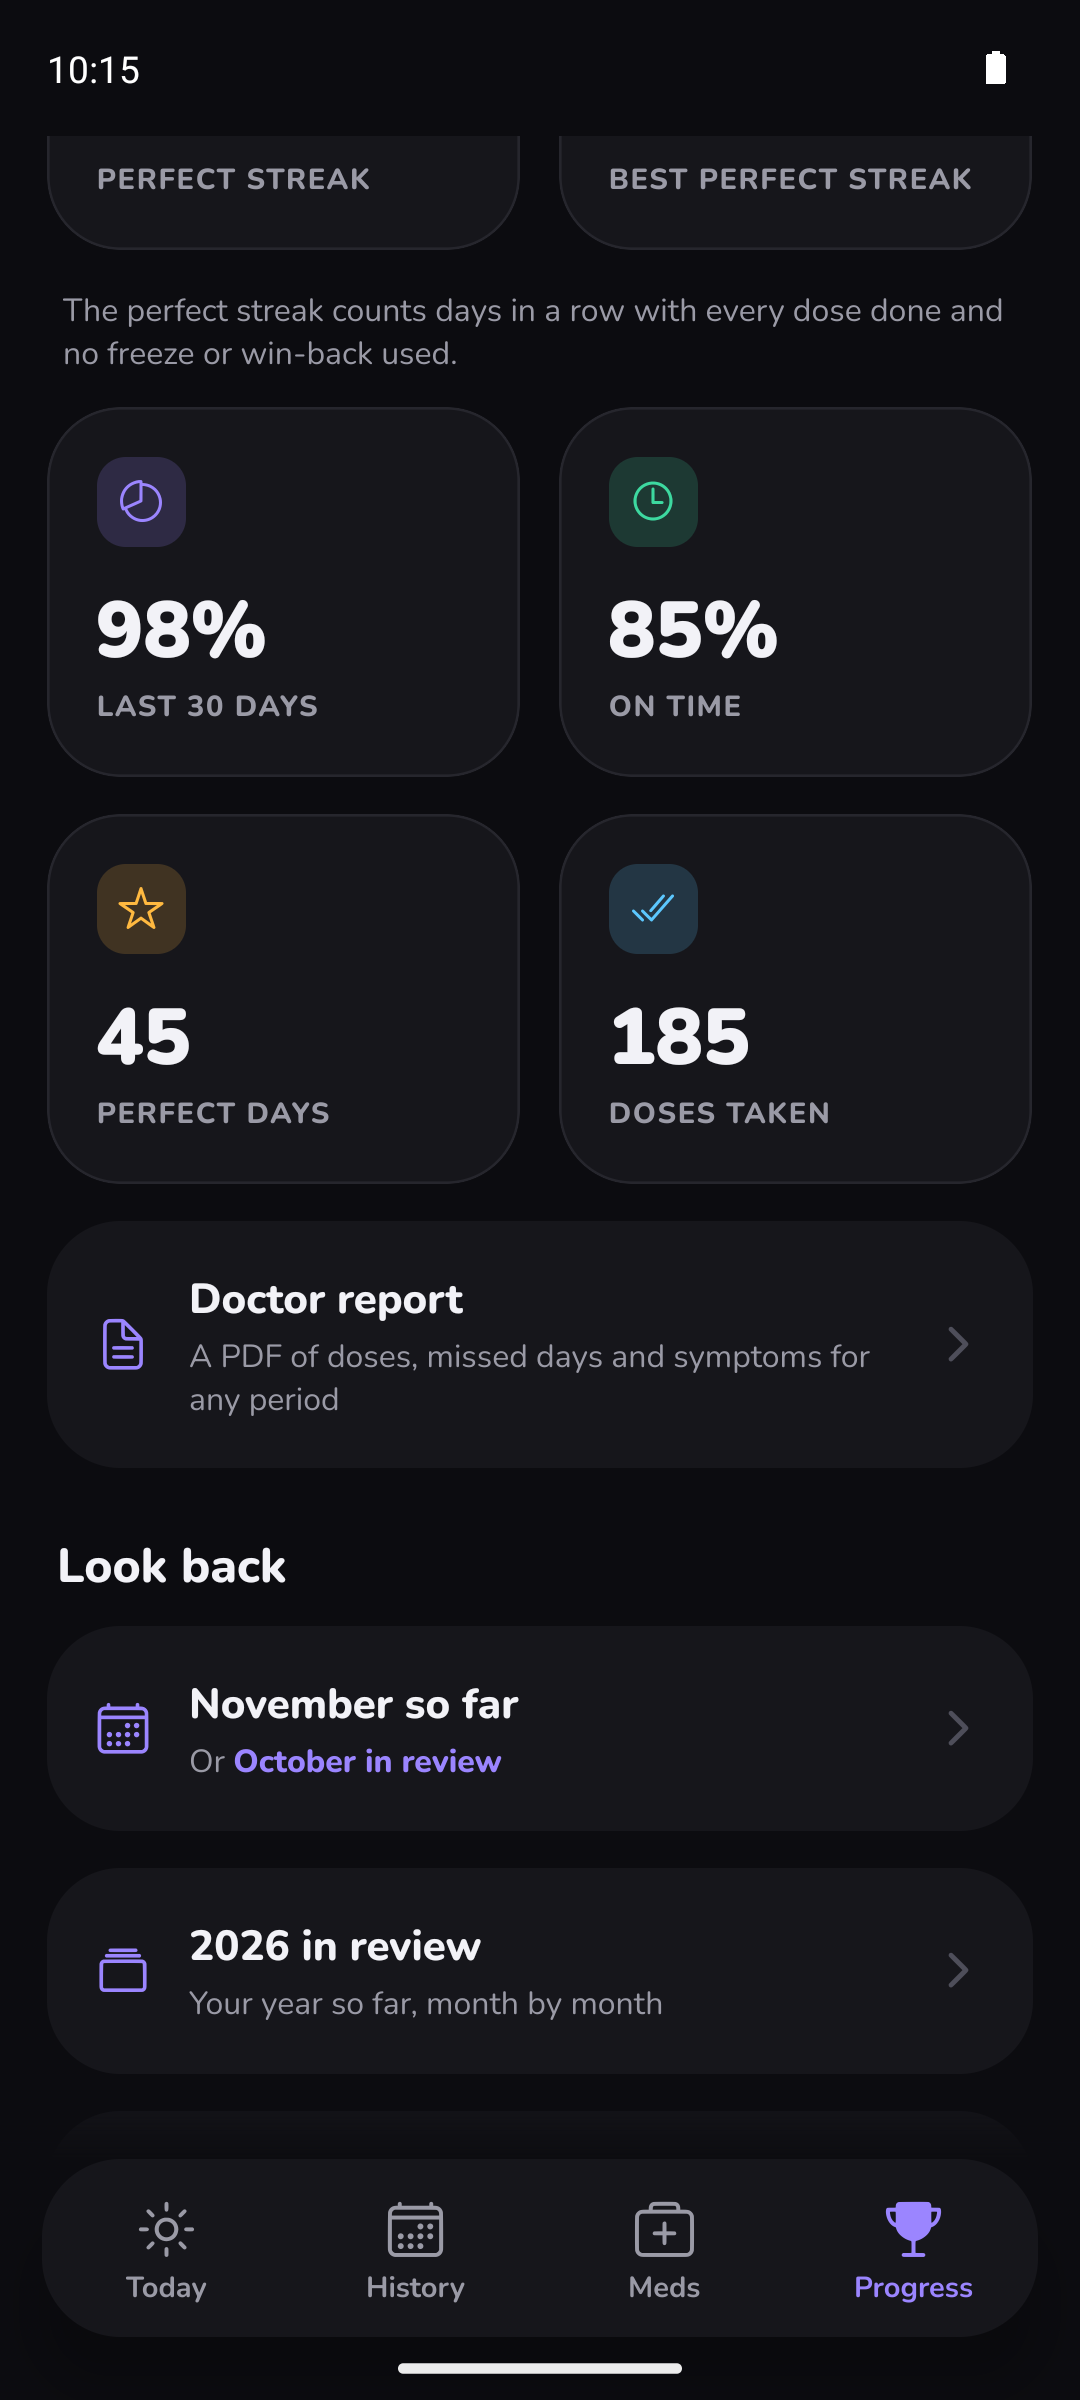 10:15
PERFECT STREAK
BEST PERFECT STREAK
The perfect streak counts days in a row with every dose done and
no freeze or win-back used.
98%
LAST 30 DAYS
85%
ON TIME
45
PERFECT DAYS
185
DOSES TAKEN
Doctor report
A PDF of doses, missed days and symptoms for
any period
Look back
November so far
Or October in review
2026 in review
Your year so far, month by month
Today
History
Meds
Progress